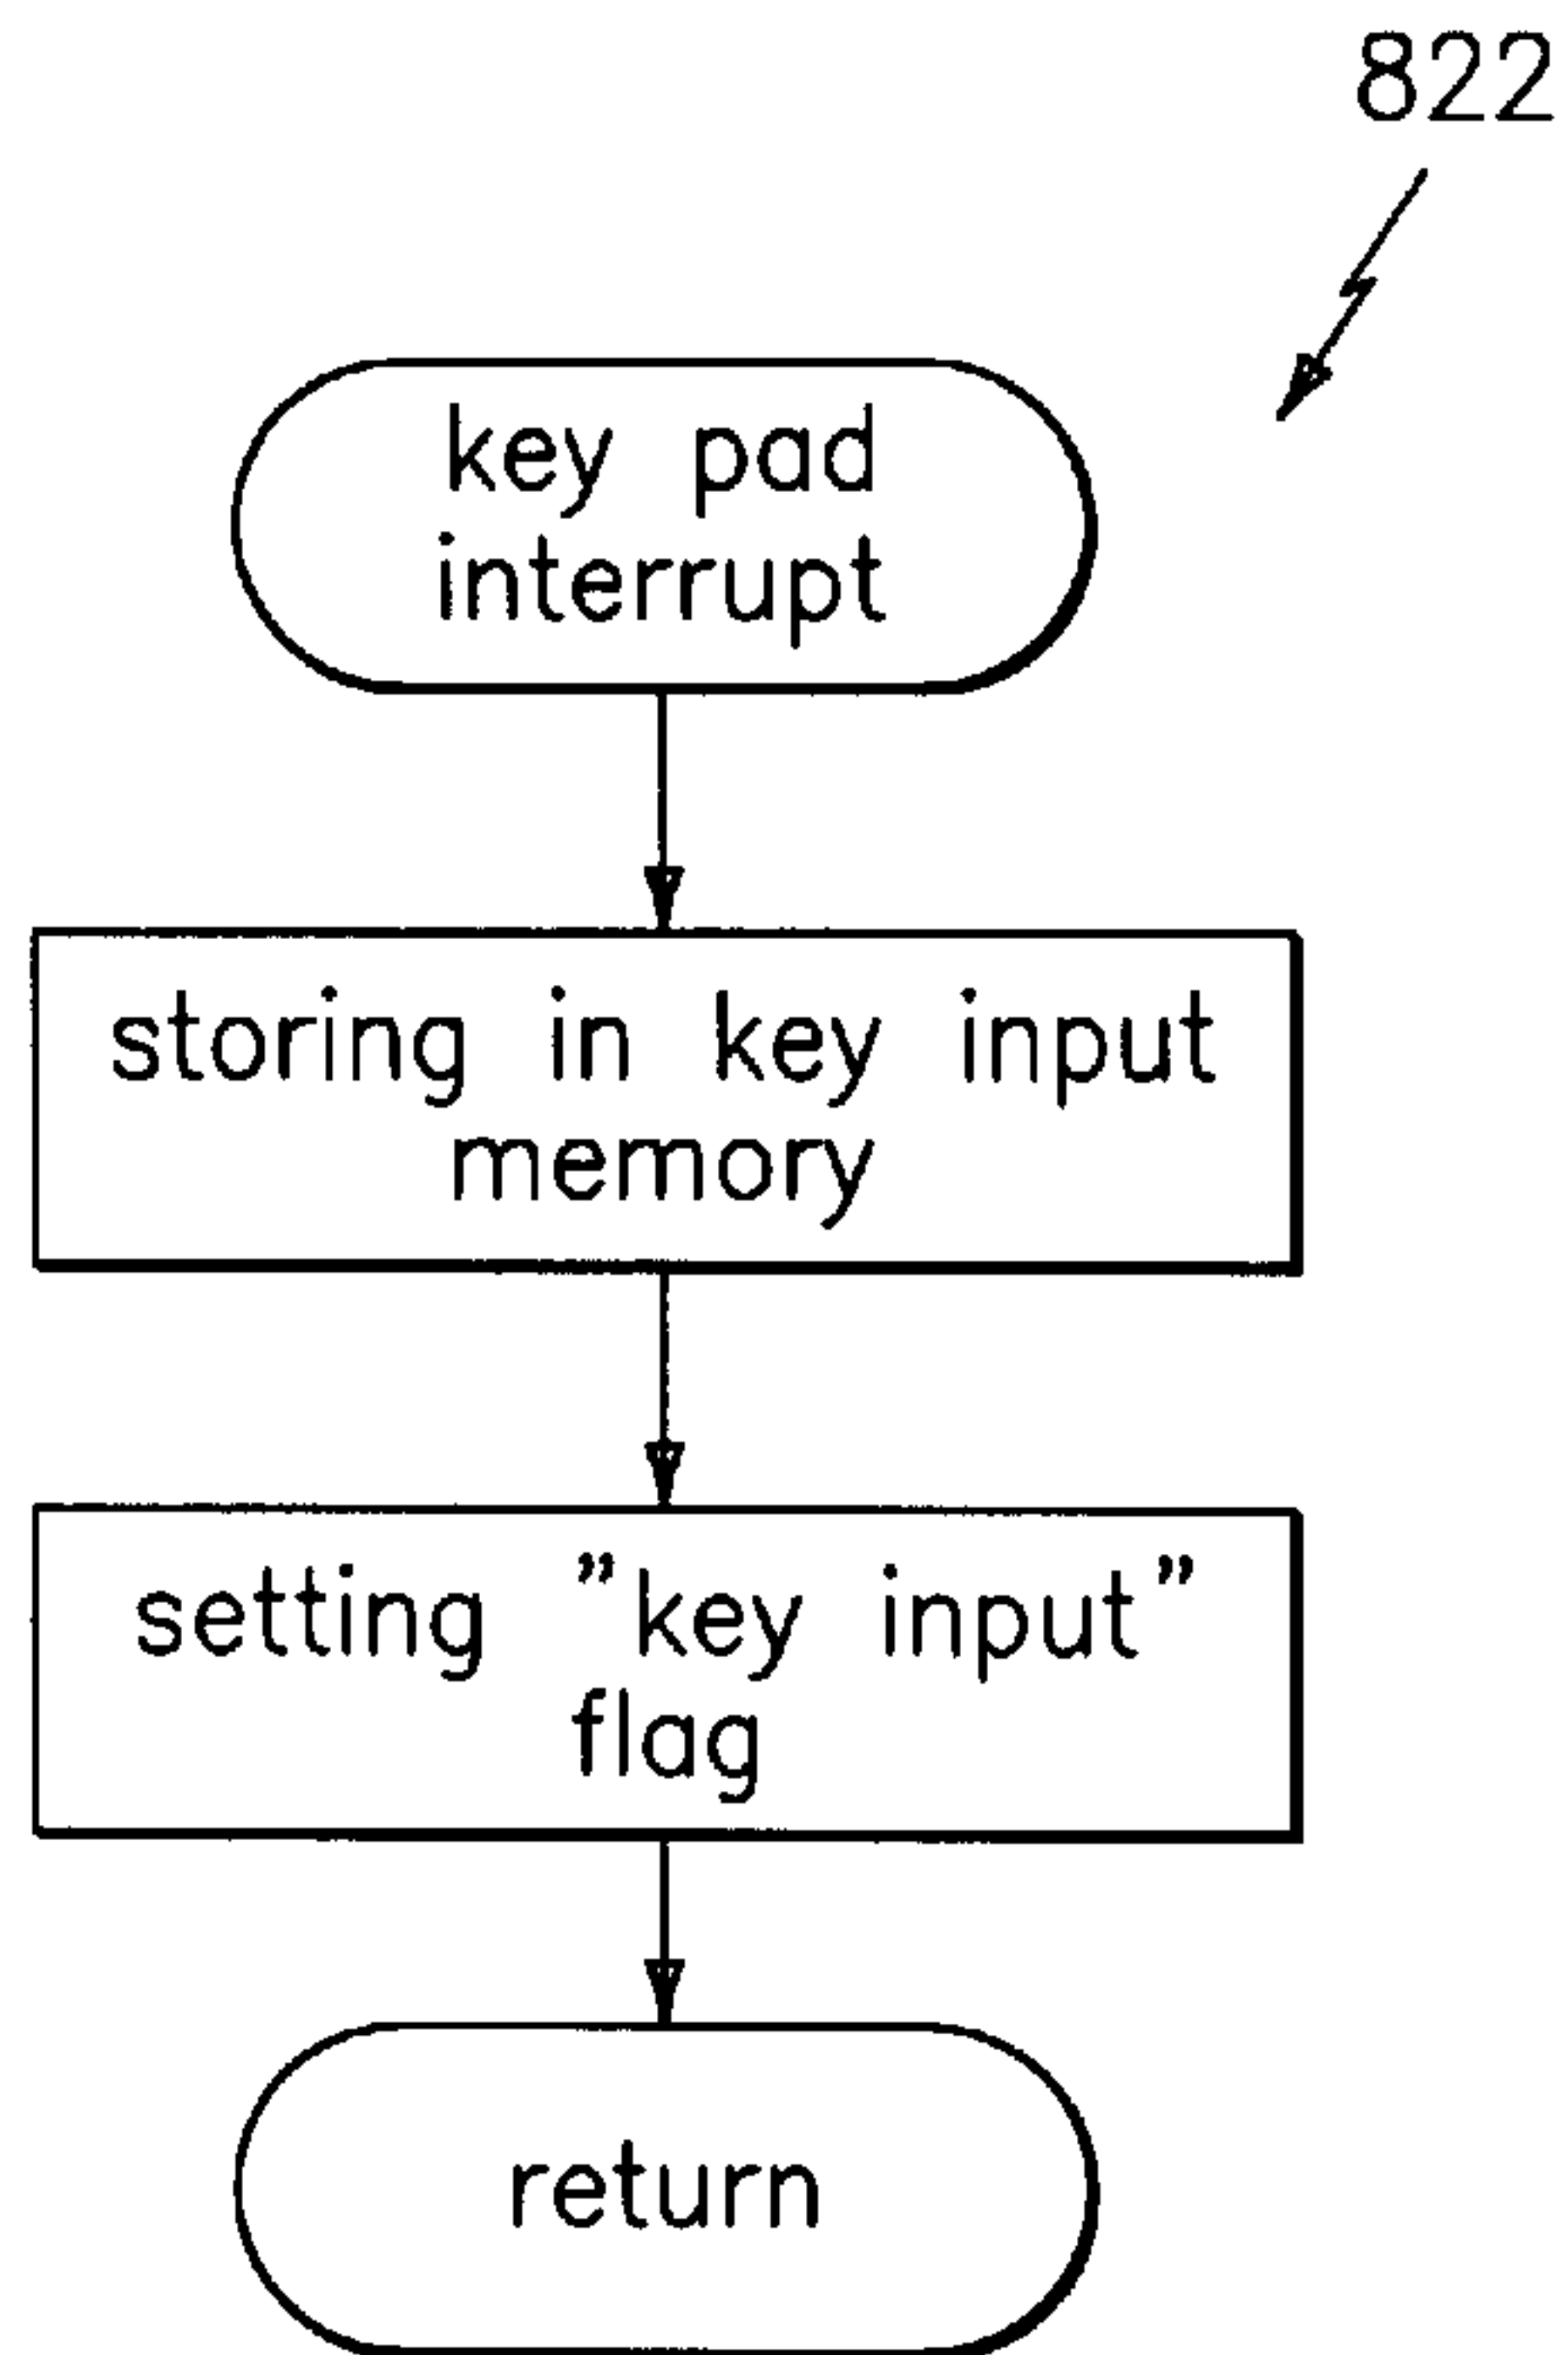 822
key pad
interrupt
storing in key input
memory
setting ”key input”
flag
return